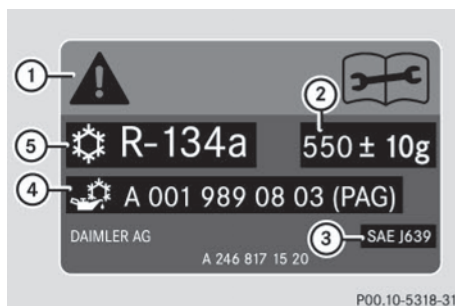 1
2
5 R-134a 550 ± 10g
4 A 001 989 08 03 (PAG)
DAIMLER AG 3 SAE J639
A 246 817 15 20
P00.10-5318-31